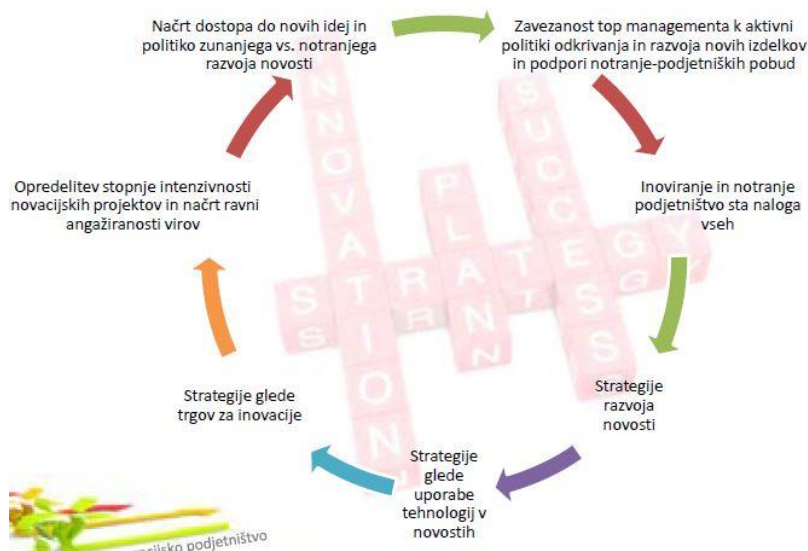 Načrt dostopa do novih idej in
politiko zunanjega vs. notranjega
razvoja novosti
Zavezanost top managementa k aktivni
politiki odkrivanja in razvoja novih izdelkov
in podpori notranje-podjetniških pobud
Inoviranje in notranje
podjetništvo sta naloga
vseh
Strategije
razvoja
novosti
Strategije
glede
uporabe
tehnologij v
novostih
Strategije glede
trgov za inovacije
Opredelitev stopnje intenzivnosti
novacijskih projektov in načrt ravni
angažiranosti virov
INNOVATION
PLAN
SUCCESS
STRATEGY
podjetništvo